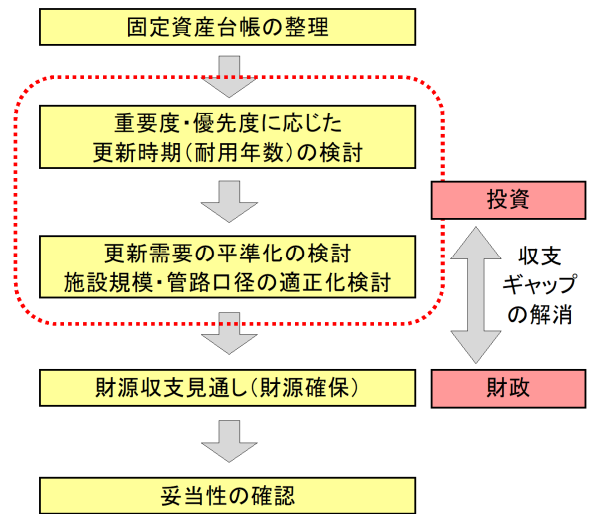 固定資産台帳の整理
重要度・優先度に応じた
更新時期(耐用年数)の検討
投資
更新需要の平準化の検討
施設規模・管路口径の適正化検討
収支
ギャップ
の解消
財源収支見通し(財源確保)
財政
妥当性の確認